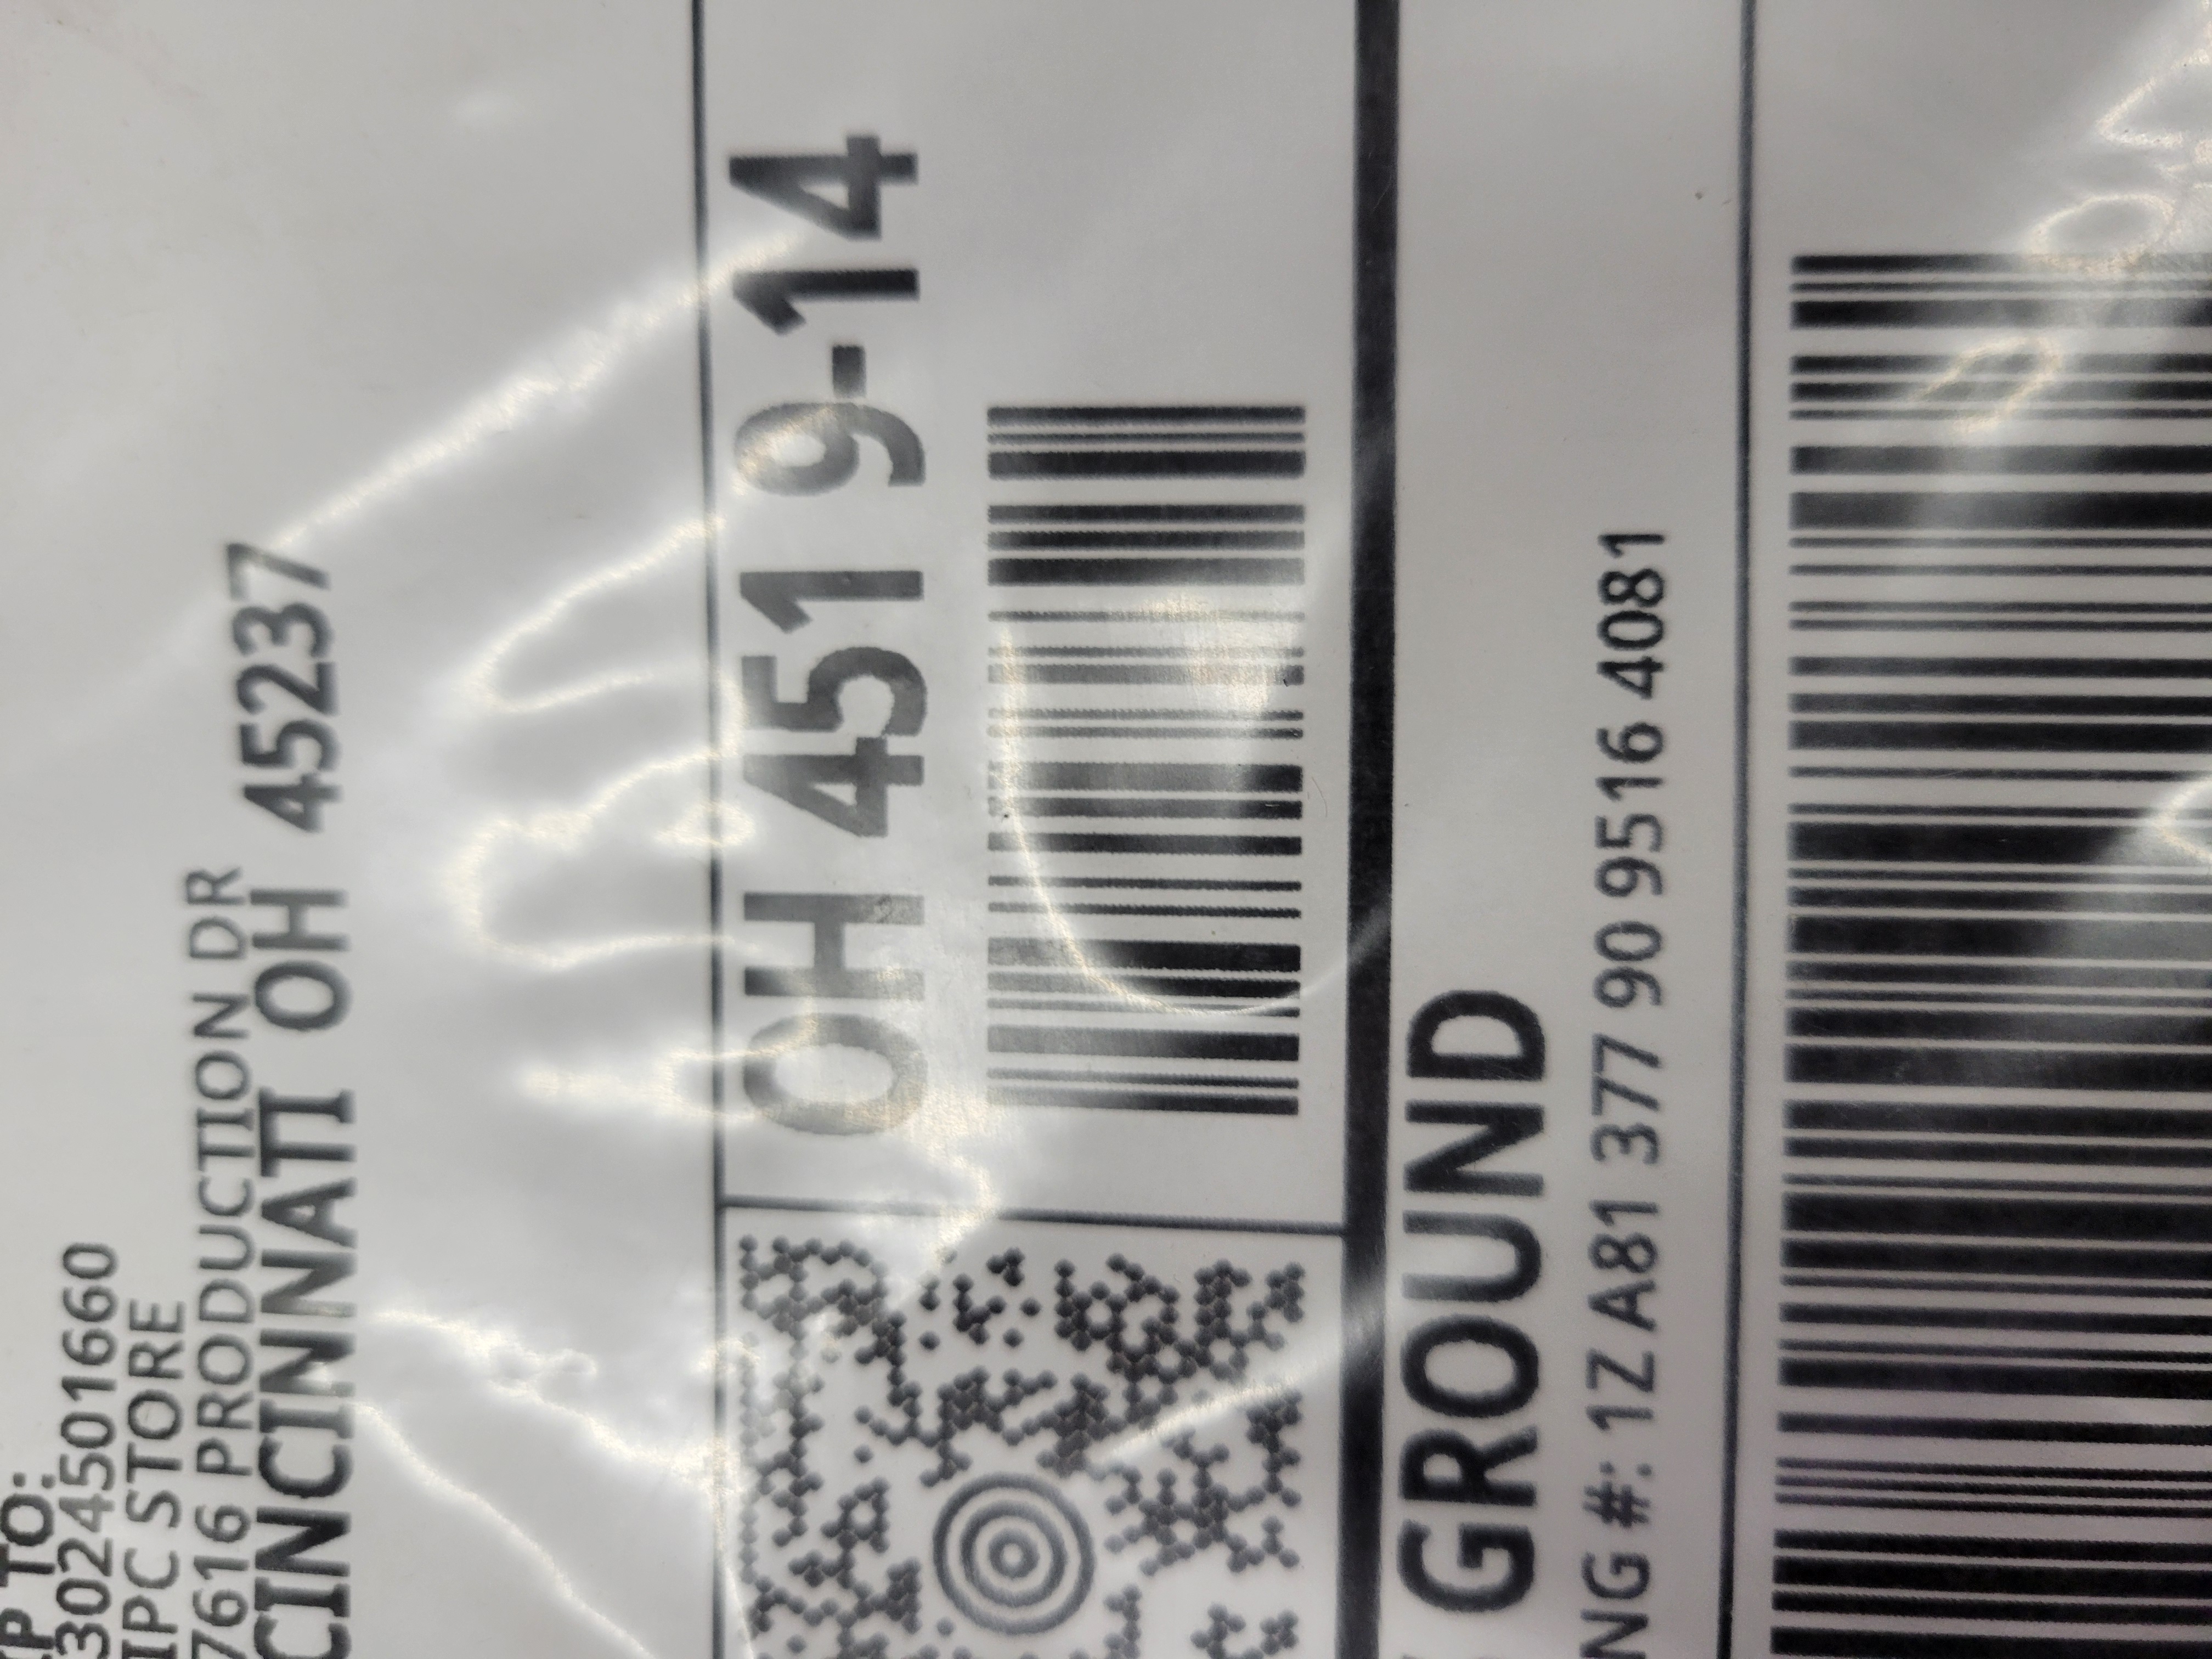 IP TO:
3024501660
IPC STORE
7616 PRODUCTION DR
CINCINNATI OH 45237
OH 451 9-14
GROUND
NG #: 1Z A81 377 90 9516 4081